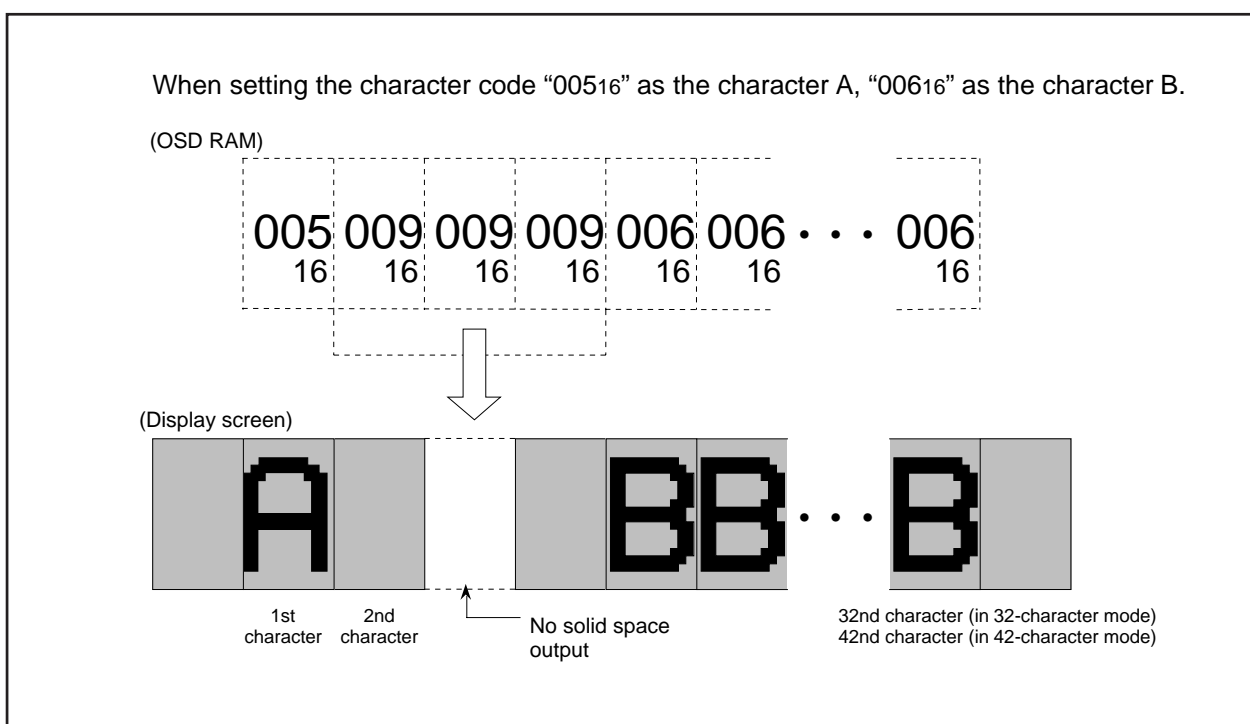 When setting the character code “00516” as the character A, “00616” as the character B.
(OSD RAM)
005 009 009 009 006 006 • • • 006
16 16 16 16 16 16 16
(Display screen)
A B B • • • B
1st character
2nd character
No solid space
output
32nd character (in 32-character mode)
42nd character (in 42-character mode)